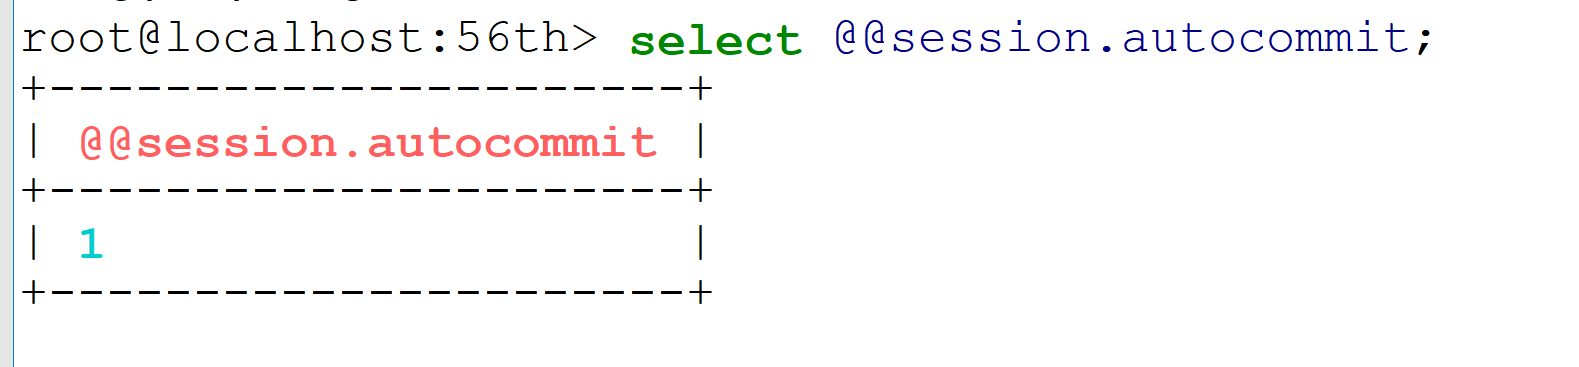 root@localhost:56th> select @@session.autocommit;
+----------------------+
| @@session.autocommit |
+----------------------+
| 1                    |
+----------------------+